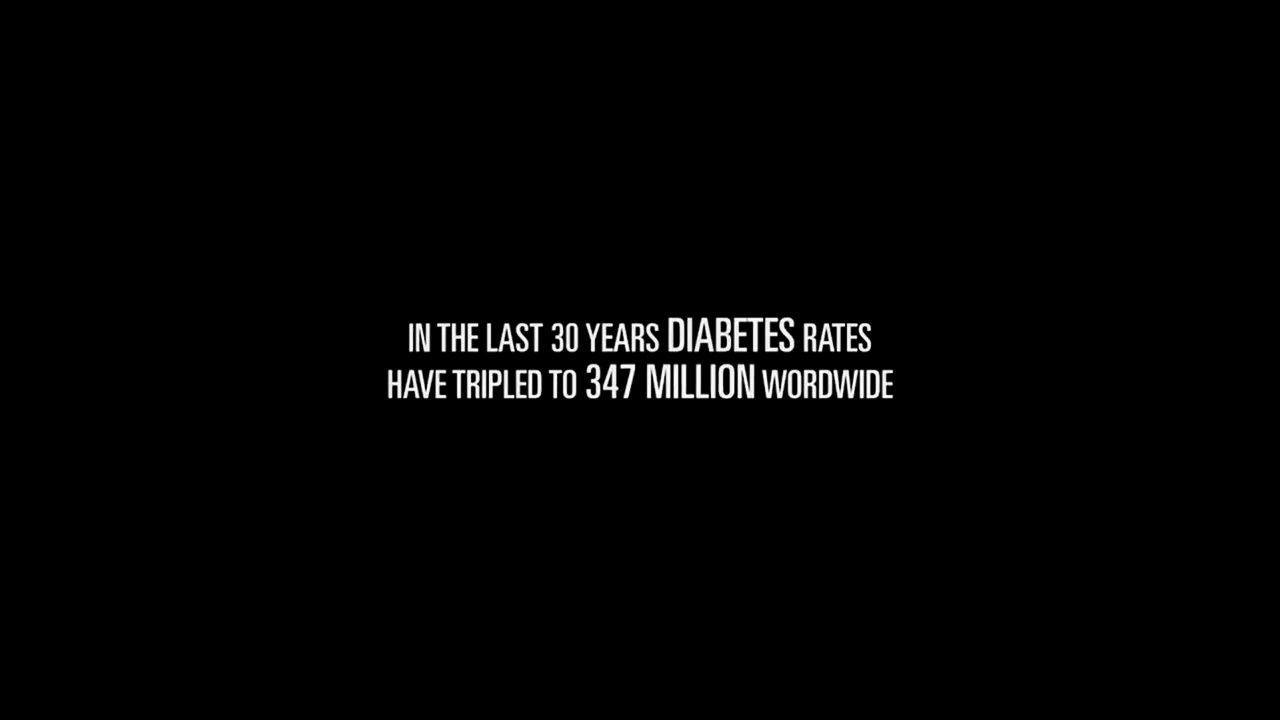 IN THE LAST 30 YEARS DIABETES RATES
HAVE TRIPLED TO 347 MILLION WORDWIDE